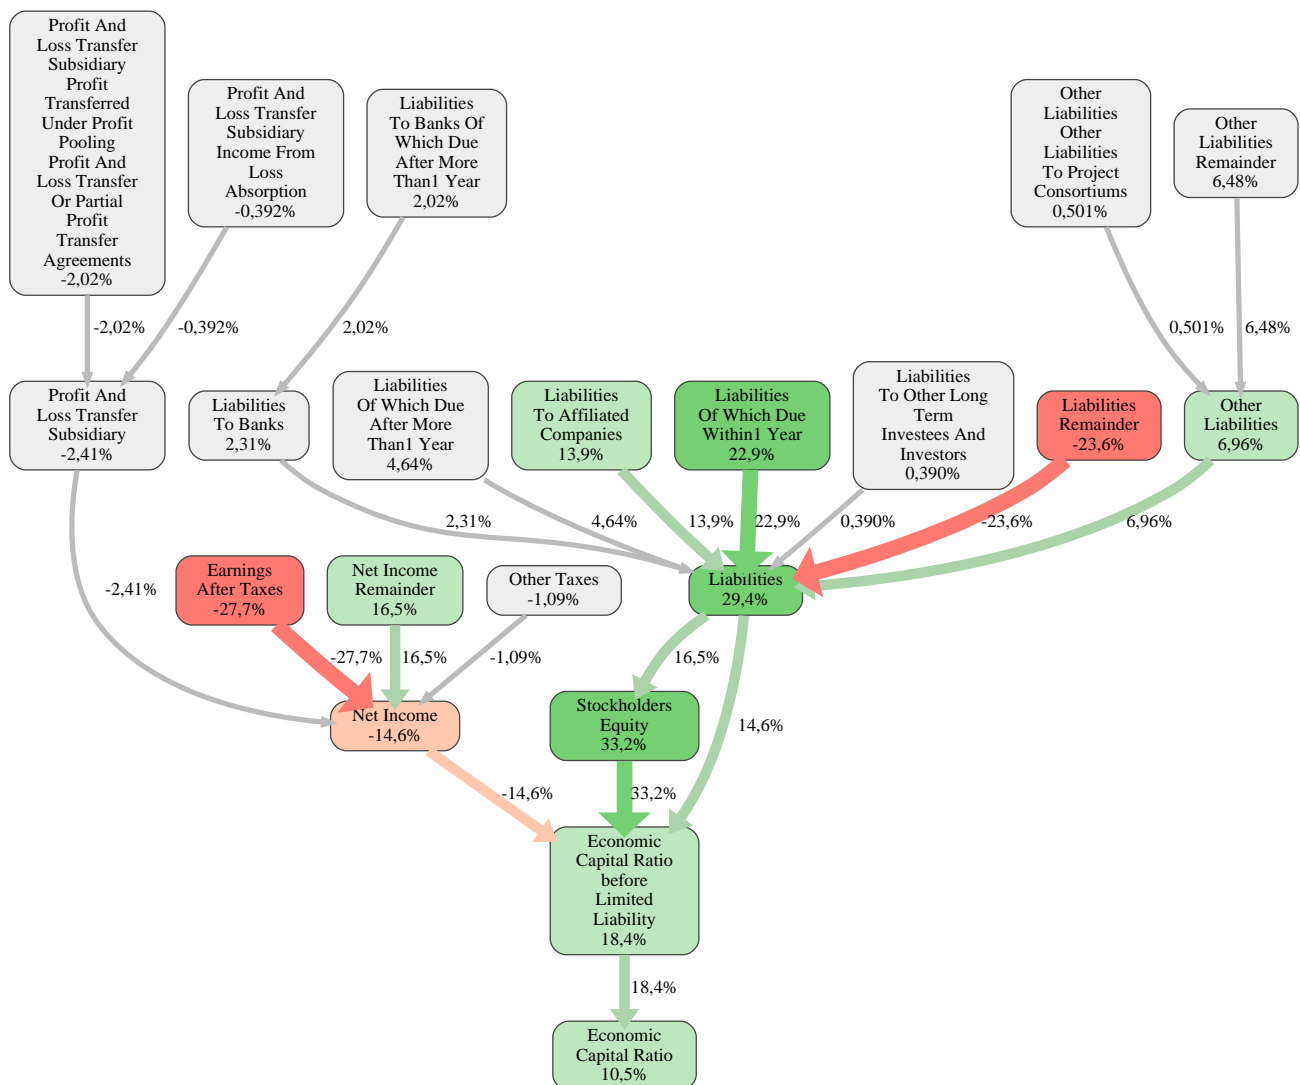 Profit And
Loss Transfer
Subsidiary
Profit
Transferred
Under Profit
Pooling
Profit And
Loss Transfer
Or Partial
Profit
Transfer
Agreements
-2,02%
Profit And
Loss Transfer
Subsidiary
Income From
Loss
Absorption
-0,392%
Liabilities
To Banks Of
Which Due
After More
Than1 Year
2,02%
Other
Liabilities
Other
Liabilities
To Project
Consortiums
0,501%
Other
Liabilities
Remainder
6,48%
-2,02%
-0,392%
2,02%
0,501%
6,48%
Profit And
Loss Transfer
Subsidiary
-2,41%
Liabilities
To Banks
2,31%
Liabilities
Of Which Due
After More
Than1 Year
4,64%
Liabilities
To Affiliated
Companies
13,9%
Liabilities
Of Which Due
Within1 Year
22,9%
Liabilities
To Other Long
Term
Investees And
Investors
0,390%
Liabilities
Remainder
-23,6%
Other
Liabilities
6,96%
2,31%
4,64%
13,9%
22,9%
0,390%
-23,6%
6,96%
-2,41%
Earnings
After Taxes
-27,7%
Net Income
Remainder
16,5%
Other Taxes
-1,09%
Liabilities
29,4%
-27,7%
16,5%
-1,09%
16,5%
14,6%
Net Income
-14,6%
Stockholders
Equity
33,2%
-14,6%
33,2%
Economic
Capital Ratio
before
Limited
Liability
18,4%
18,4%
Economic
Capital Ratio
10,5%